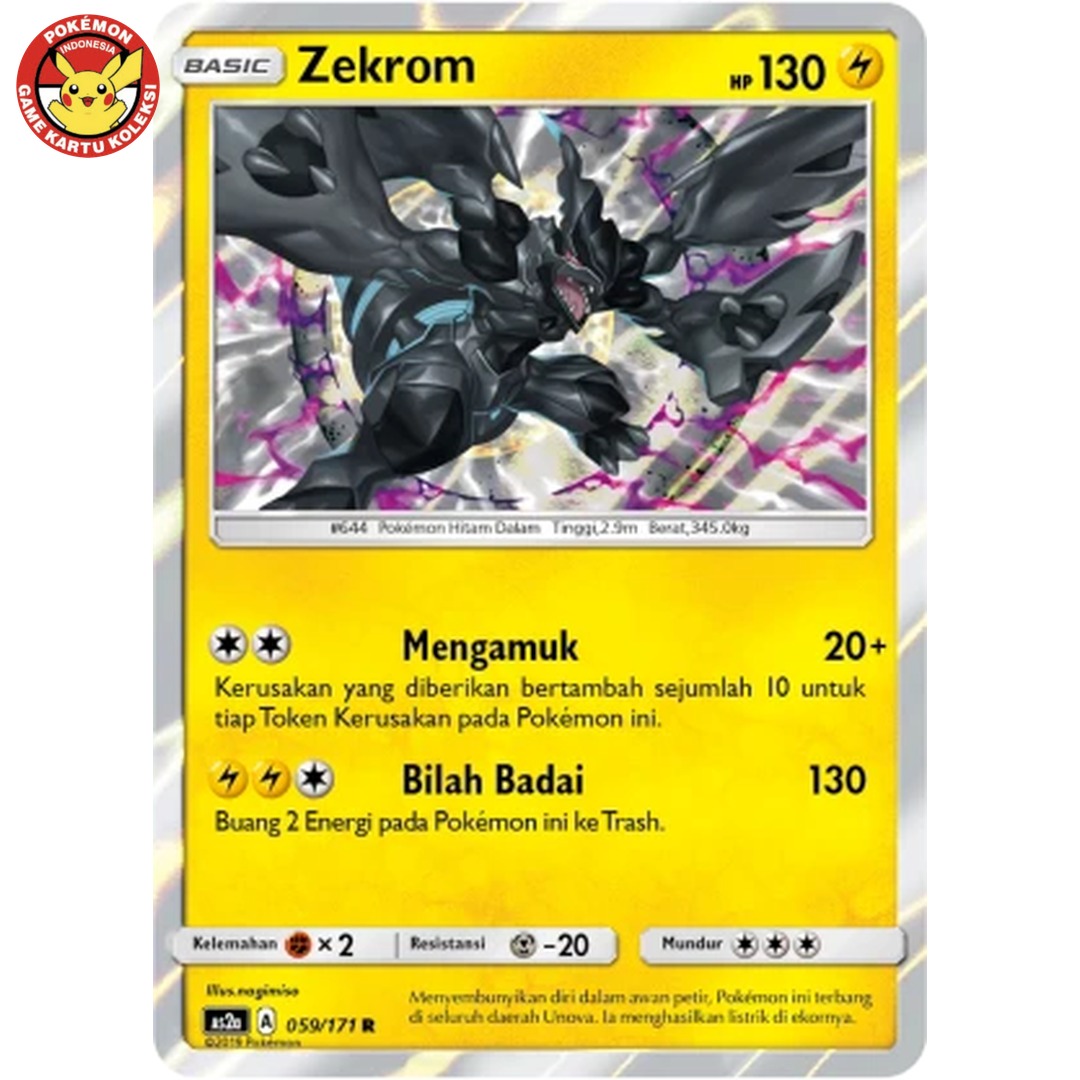 POKÉMON
INDONESIA
GAME KARTU KOLEKSI
BASIC Zekrom HP 130
#644 Pokémon Hitam Dalam Tinggi,2.9m Berat,345.0kg
Mengamuk 20+
Kerusakan yang diberikan bertambah sejumlah 10 untuk
tiap Token Kerusakan pada Pokémon ini.
Bilah Badai 130
Buang 2 Energi pada Pokémon ini ke Trash.
Kelemahan ×2 Resistansi −20 Mundur
Illus.nagimiso
Menyembunyikan diri dalam awan petir, Pokémon ini terbang
di seluruh daerah Unova. Ia menghasilkan listrik di ekornya.
AS2a A 059/171 R
©2019 Pokémon